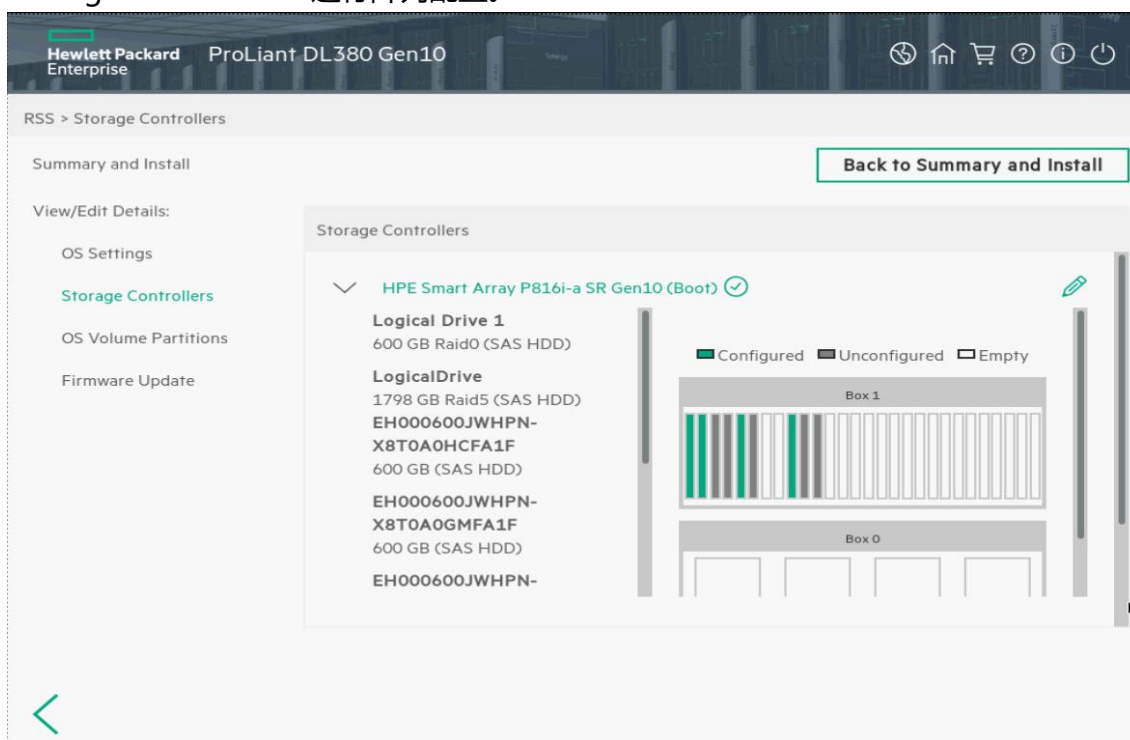 Hewlett Packard
Enterprise
ProLiant DL380 Gen10
RSS > Storage Controllers
Summary and Install
Back to Summary and Install
View/Edit Details:
OS Settings
Storage Controllers
OS Volume Partitions
Firmware Update
Storage Controllers
HPE Smart Array P816i-a SR Gen10 (Boot)
Logical Drive 1
600 GB Raid0 (SAS HDD)
LogicalDrive
1798 GB Raid5 (SAS HDD)
EH000600JWHPN-
X8T0A0HCFA1F
600 GB (SAS HDD)
EH000600JWHPN-
X8T0A0GMFA1F
600 GB (SAS HDD)
EH000600JWHPN-
Configured Unconfigured Empty
Box 1
Box 0